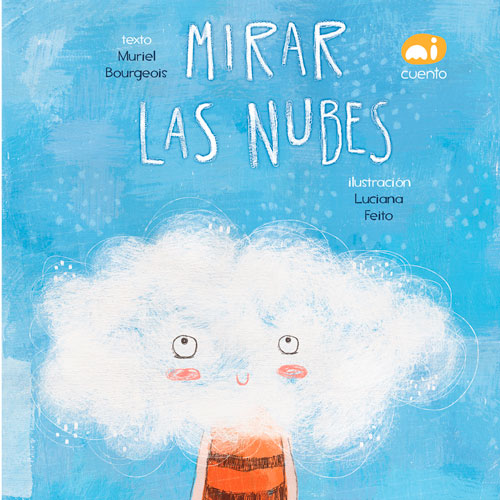 texto
Muriel
Bourgeois
MIRAR
LAS NUBES
mi
cuento
ilustración
Luciana
Feito